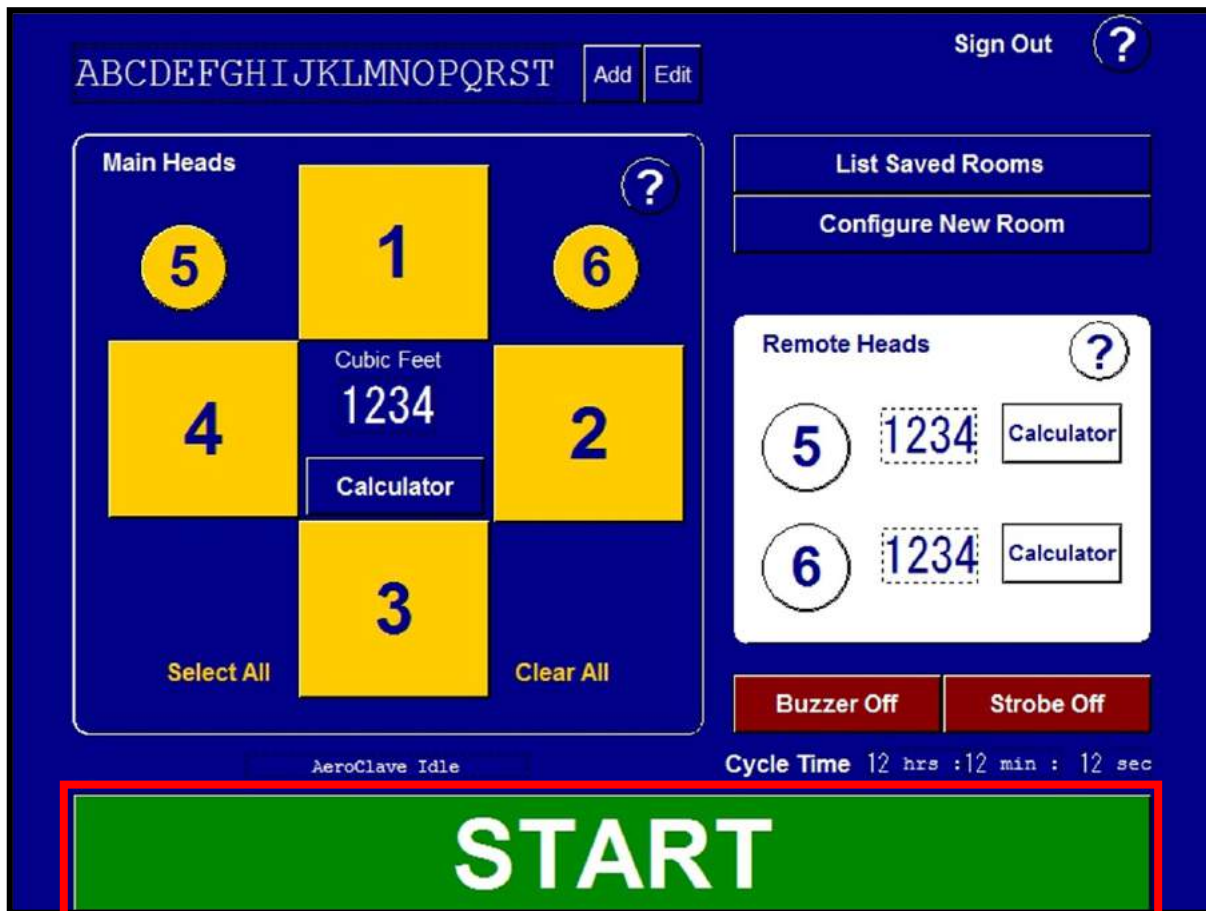 Sign Out ?
ABCDEFGHIJKLMNOPQRST Add Edit
Main Heads
?
5 1 6
4 Cubic Feet 2
1234
Calculator
3
Select All Clear All
List Saved Rooms
Configure New Room
Remote Heads ?
5 1234 Calculator
6 1234 Calculator
Buzzer Off Strobe Off
AeroClave Idle
Cycle Time 12 hrs :12 min : 12 sec
START